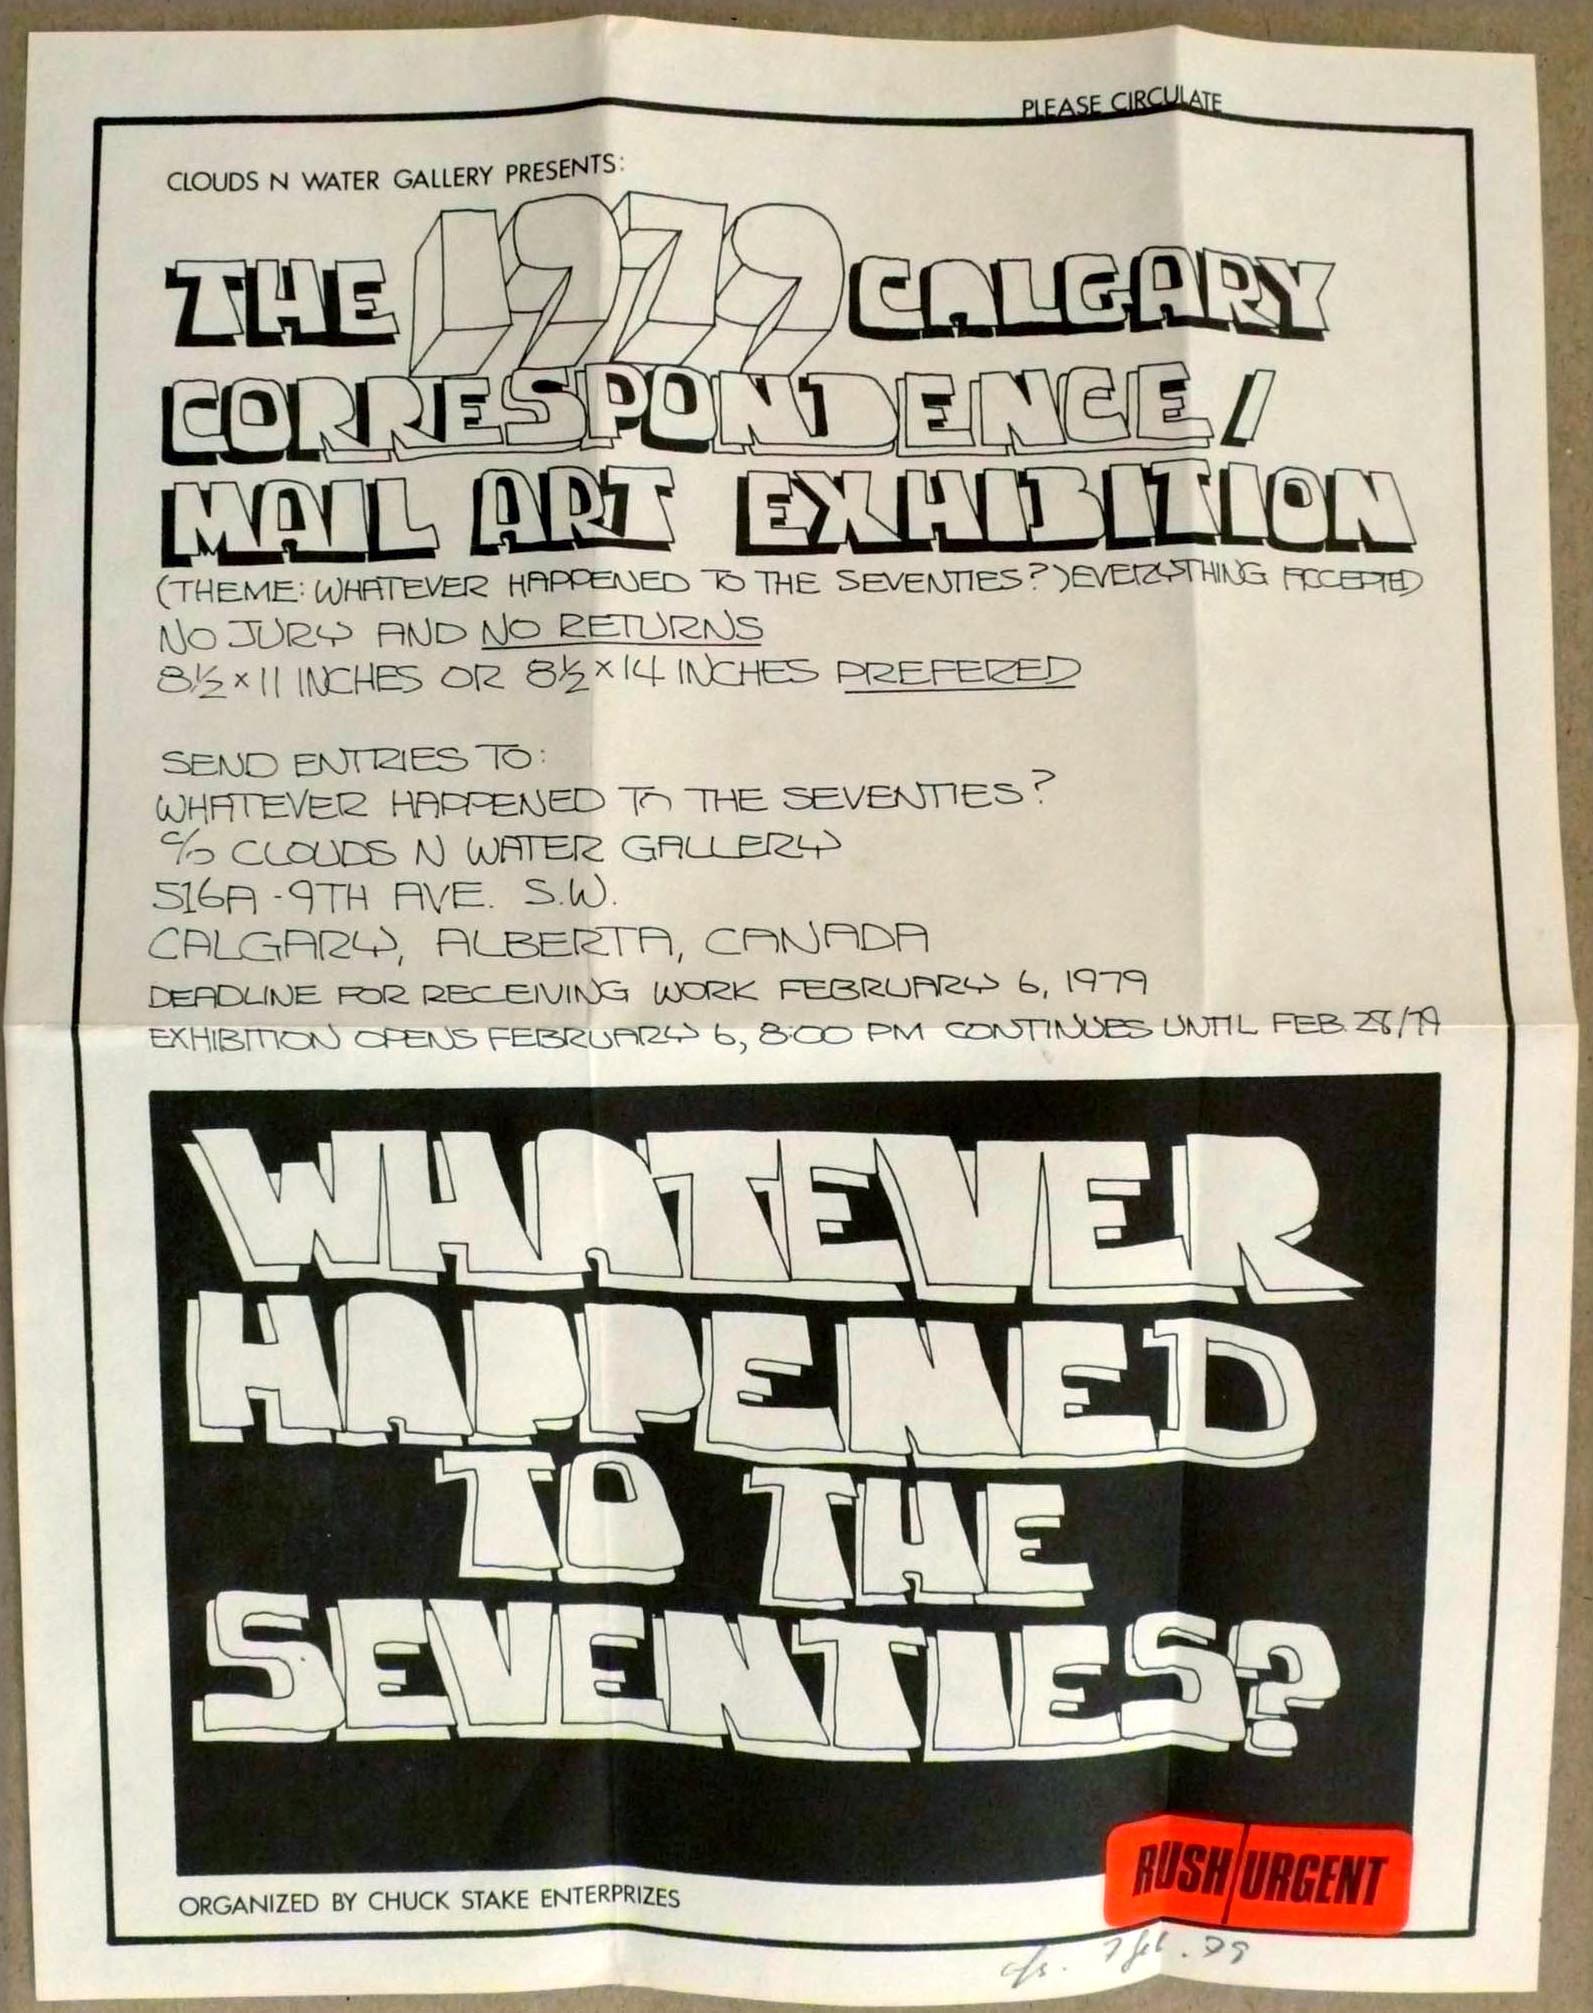 PLEASE CIRCULATE
CLOUDS N WATER GALLERY PRESENTS:
THE 1979 CALGARY
CORRESPONDENCE /
MAIL ART EXHIBITION
(THEME: WHATEVER HAPPENED TO THE SEVENTIES?) EVERYTHING ACCEPTED
NO JURY AND NO RETURNS
8½ x 11 INCHES OR 8½ x 14 INCHES PREFERED
SEND ENTRIES TO:
WHATEVER HAPPENED TO THE SEVENTIES?
c/o CLOUDS N WATER GALLERY
516A - 9TH AVE. S.W.
CALGARY, ALBERTA, CANADA
DEADLINE FOR RECEIVING WORK FEBRUARY 6, 1979
EXHIBITION OPENS FEBRUARY 6, 8:00 PM CONTINUES UNTIL FEB. 28/79
WHATEVER
HAPPENED
TO THE
SEVENTIES?
RUSH/URGENT
ORGANIZED BY CHUCK STAKE ENTERPRIZES
7 feb. 79